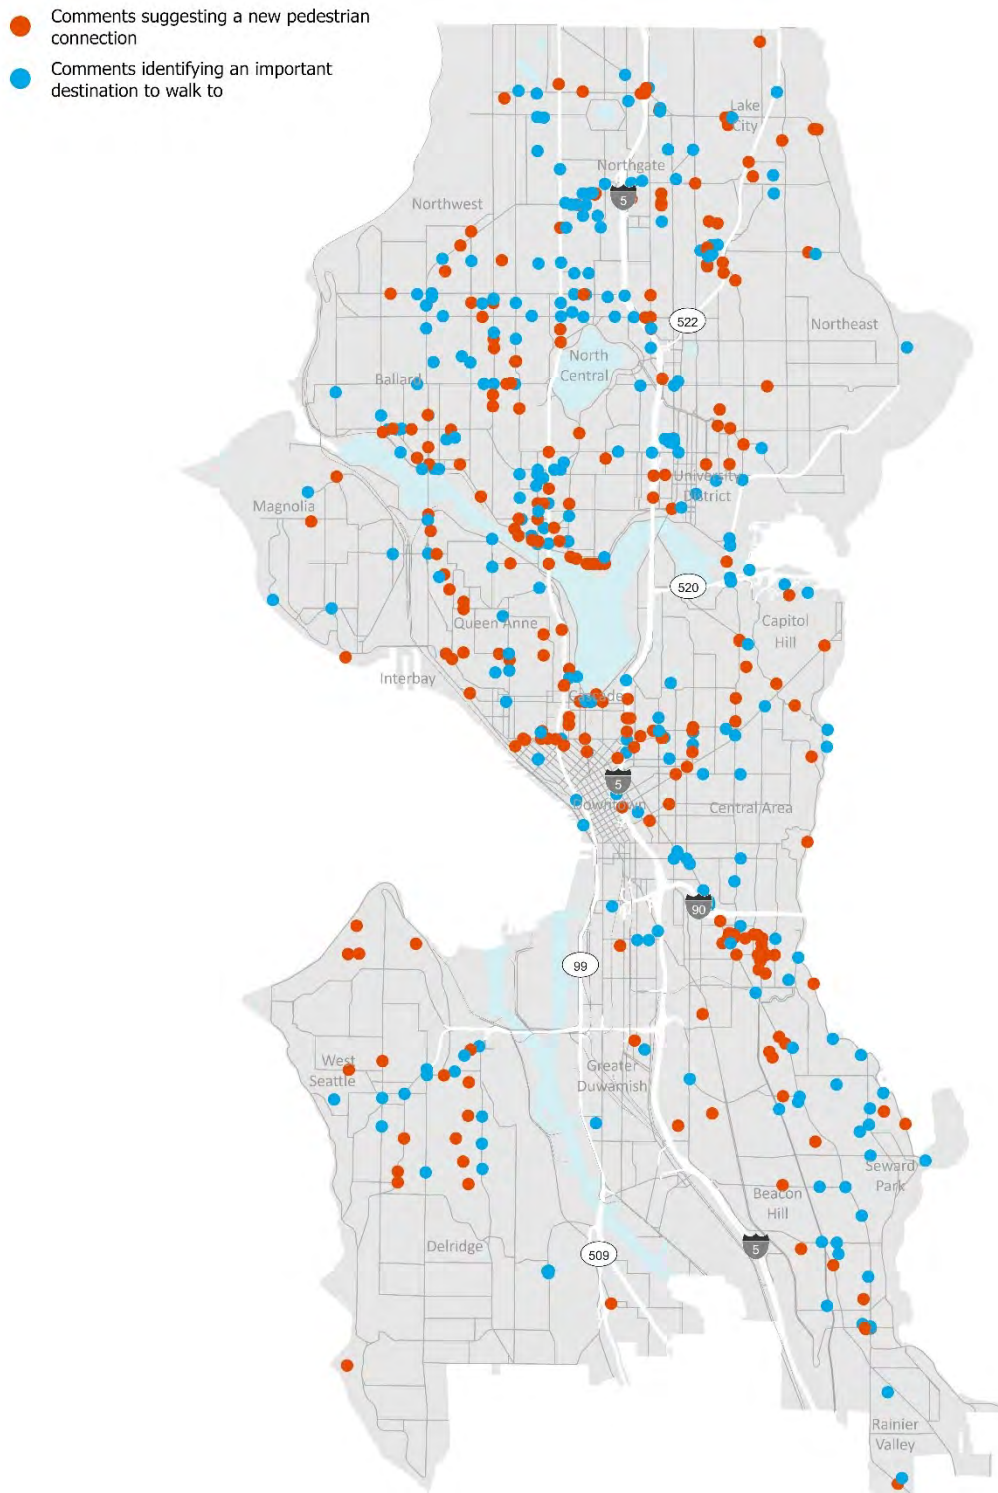 Comments suggesting a new pedestrian
connection
Comments identifying an important
destination to walk to
Lake
City
Northgate
5
Northwest
522
Northeast
North
Central
Ballard
University
District
Magnolia
520
Capitol
Hill
Queen Anne
Interbay
Cascade
5
Downtown
Central Area
90
99
West
Seattle
Greater
Duwamish
Seward
Park
Beacon
Hill
Delridge
509
5
Rainier
Valley